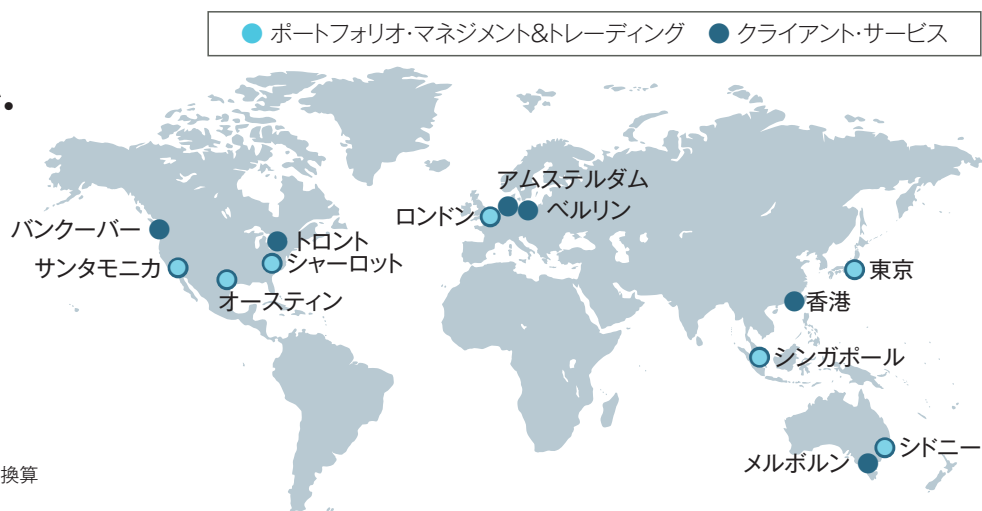 ポートフォリオ・マネジメント&トレーディング クライアント・サービス
アムステルダム
ロンドン
ベルリン
バンクーバー
トロント
サンタモニカ
シャーロット
オースティン
東京
香港
シンガポール
シドニー
メルボルン
換算